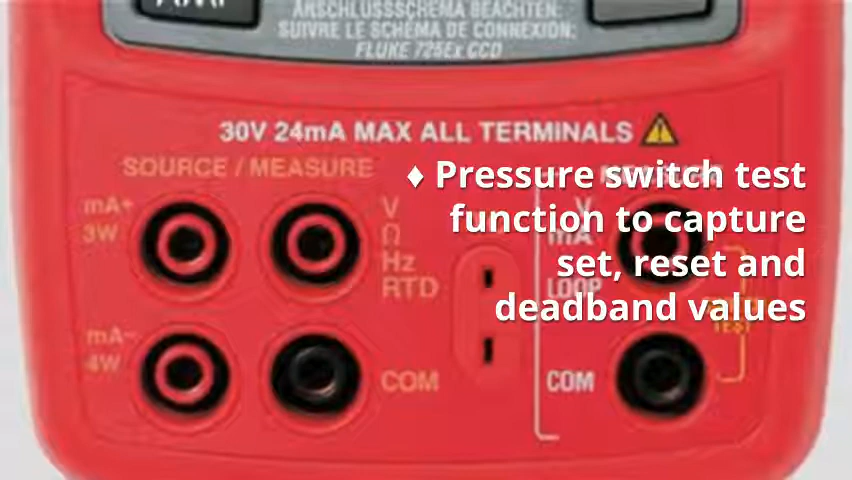 ANSCHLUSSSCHEMA BEACHTEN:
SUIVRE LE SCHÉMA DE CONNEXION:
FLUKE 725Ex CCD
30V 24mA MAX ALL TERMINALS
SOURCE / MEASURE
♦ Pressure switch test
function to capture
set, reset and
deadband values
mA+
3W
V
Ω
Hz
RTD
V
mA
LOOP
TEST
mA-
4W
COM
COM